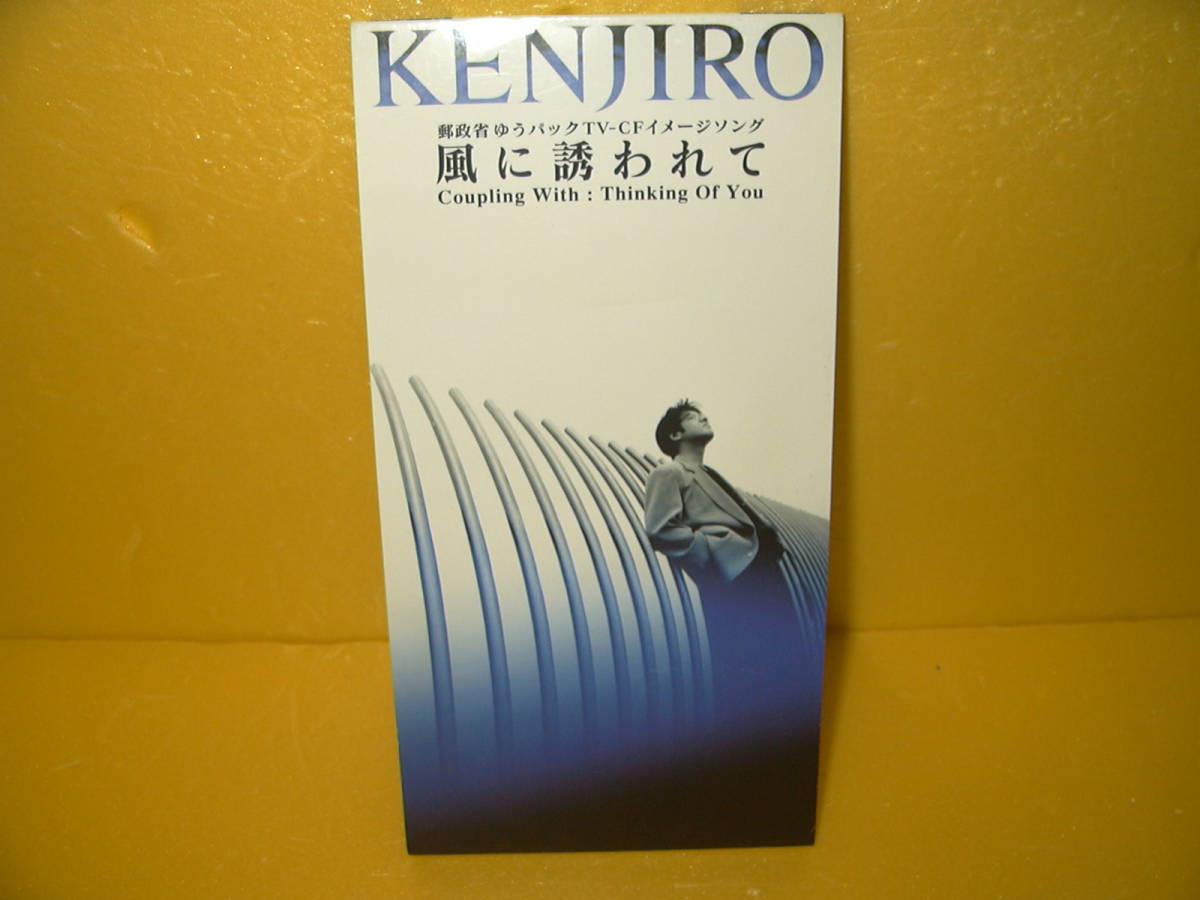 KENJIRO
郵政省 ゆうパックTV-CFイメージソング
風に誘われて
Coupling With : Thinking Of You